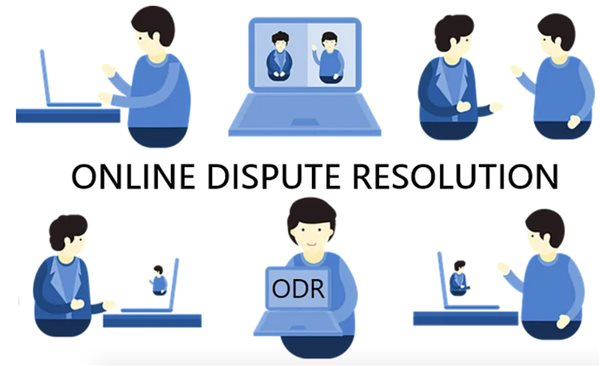 ONLINE DISPUTE RESOLUTION
ODR